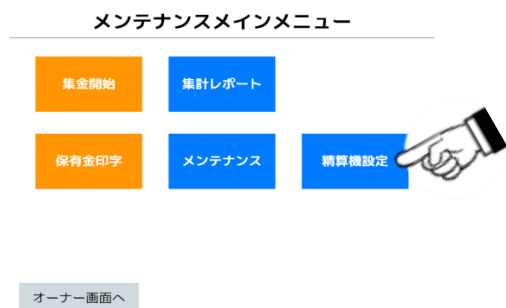 メンテナンスメインメニュー
集金開始
集計レポート
保有金印字
メンテナンス
精算機設定
オーナー画面へ